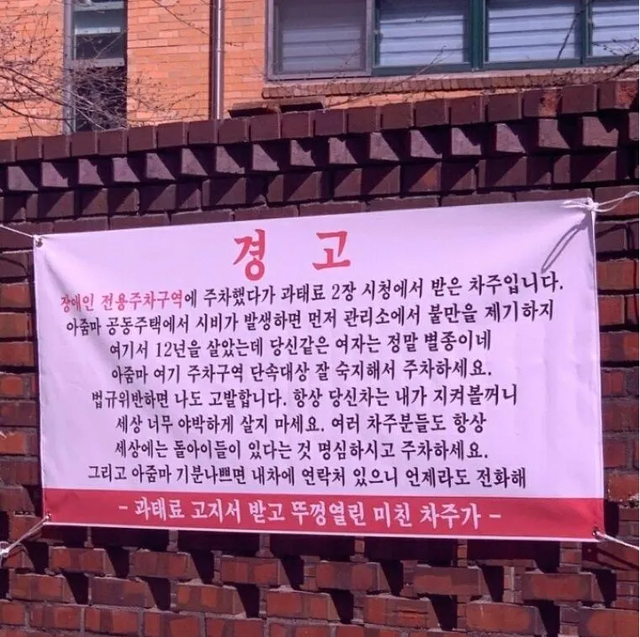 경 고
장애인 전용주차구역에 주차했다가 과태료 2장 시청에서 받은 차주입니다.
아줌마 공동주택에서 시비가 발생하면 먼저 관리소에서 불만을 제기하지
여기서 12년을 살았는데 당신같은 여자는 정말 별종이네
아줌마 여기 주차구역 단속대상 잘 숙지해서 주차하세요.
법규위반하면 나도 고발합니다. 항상 당신차는 내가 지켜볼꺼니
세상 너무 야박하게 살지 마세요. 여러 차주분들도 항상
세상에는 돌아이들이 있다는 것 명심하시고 주차하세요.
그리고 아줌마 기분나쁘면 내차에 연락처 있으니 언제라도 전화해
- 과태료 고지서 받고 뚜껑열린 미친 차주가 -